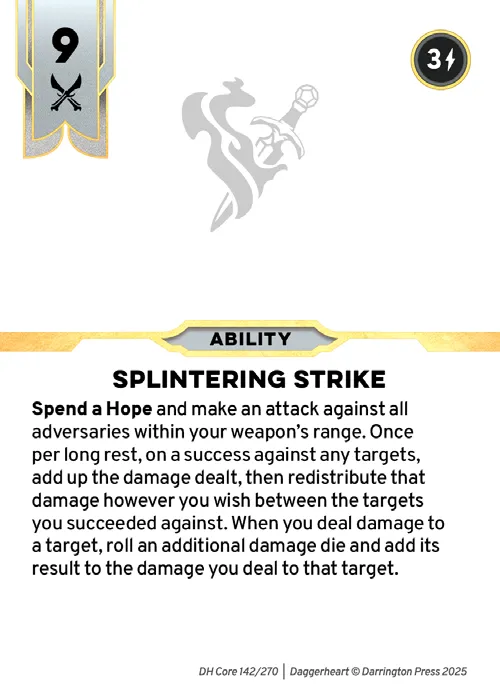 9
3
ABILITY
SPLINTERING STRIKE
Spend a Hope and make an attack against all
adversaries within your weapon's range. Once
per long rest, on a success against any targets,
add up the damage dealt, then redistribute that
damage however you wish between the targets
you succeeded against. When you deal damage to
a target, roll an additional damage die and add its
result to the damage you deal to that target.
DH Core 142/270 | Daggerheart © Darrington Press 2025